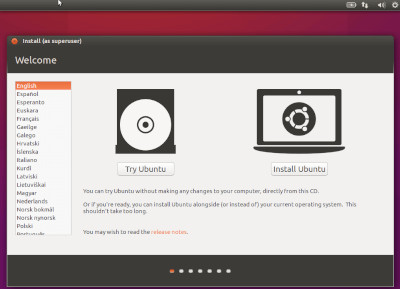 Install (as superuser)
Welcome
English
Español
Esperanto
Euskara
Français
Gaeilge
Galego
Hrvatski
Íslenska
Italiano
Kurdî
Latviski
Lietuviškai
Magyar
Nederlands
Norsk bokmål
Norsk nynorsk
Polski
Português
Try Ubuntu
Install Ubuntu
You can try Ubuntu without making any changes to your computer, directly from this CD.
Or if you're ready, you can install Ubuntu alongside (or instead of) your current operating system. This
shouldn't take too long.
You may wish to read the release notes.